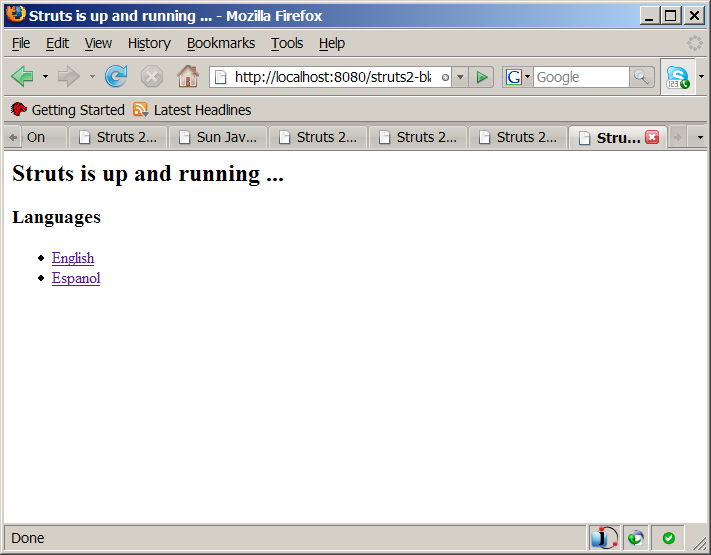 Struts is up and running ... - Mozilla Firefox
File Edit View History Bookmarks Tools Help
http://localhost:8080/struts2-bl Google
Getting Started Latest Headlines
On Struts 2... Sun Jav... Struts 2... Struts 2... Struts 2... Stru...
Struts is up and running ...
Languages
English
Espanol
Done